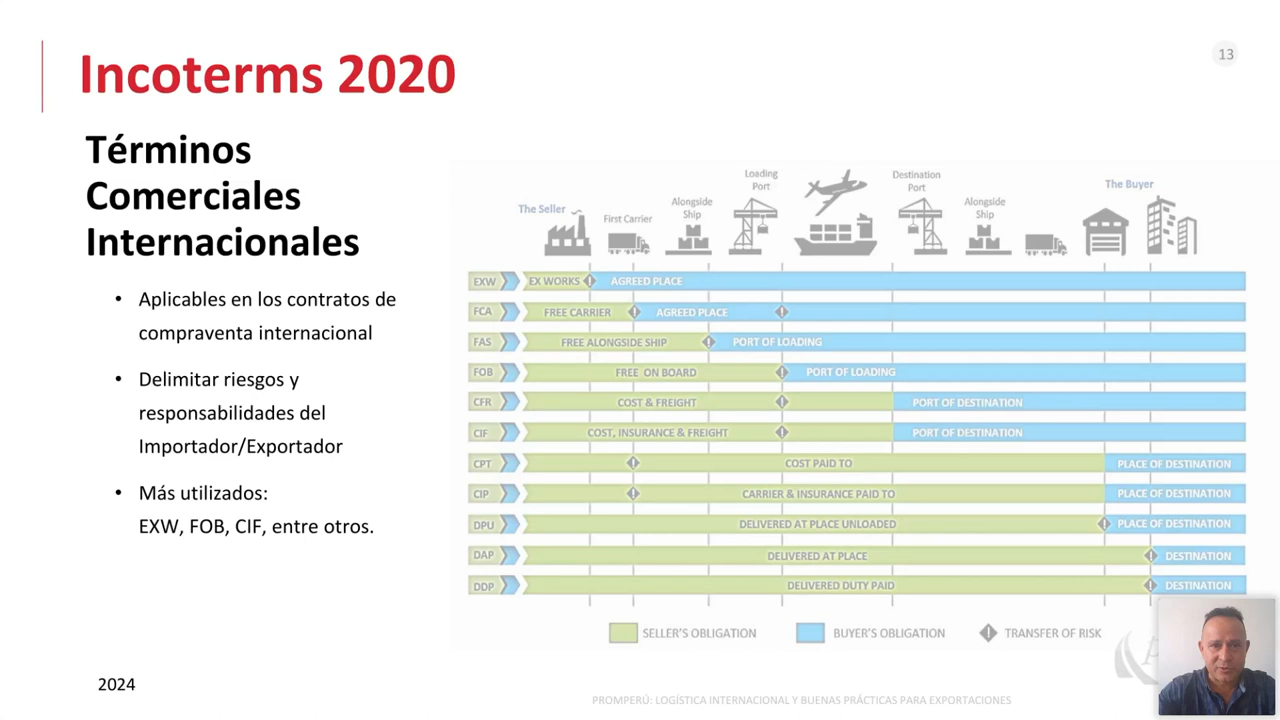 13
Incoterms 2020
Términos
Comerciales
Internacionales
• Aplicables en los contratos de
compraventa internacional
• Delimitar riesgos y
responsabilidades del
Importador/Exportador
• Más utilizados:
EXW, FOB, CIF, entre otros.
The Seller
First Carrier
Alongside
Ship
Loading
Port
Destination
Port
Alongside
Ship
The Buyer
EXW EX WORKS AGREED PLACE
FCA FREE CARRIER AGREED PLACE
FAS FREE ALONGSIDE SHIP PORT OF LOADING
FOB FREE ON BOARD PORT OF LOADING
CFR COST & FREIGHT PORT OF DESTINATION
CIF COST, INSURANCE & FREIGHT PORT OF DESTINATION
CPT COST PAID TO PLACE OF DESTINATION
CIP CARRIER & INSURANCE PAID TO PLACE OF DESTINATION
DPU DELIVERED AT PLACE UNLOADED PLACE OF DESTINATION
DAP DELIVERED AT PLACE DESTINATION
DDP DELIVERED DUTY PAID DESTINATION
SELLER'S OBLIGATION BUYER'S OBLIGATION TRANSFER OF RISK
2024
PROMPERÚ: LOGÍSTICA INTERNACIONAL Y BUENAS PRÁCTICAS PARA EXPORTACIONES